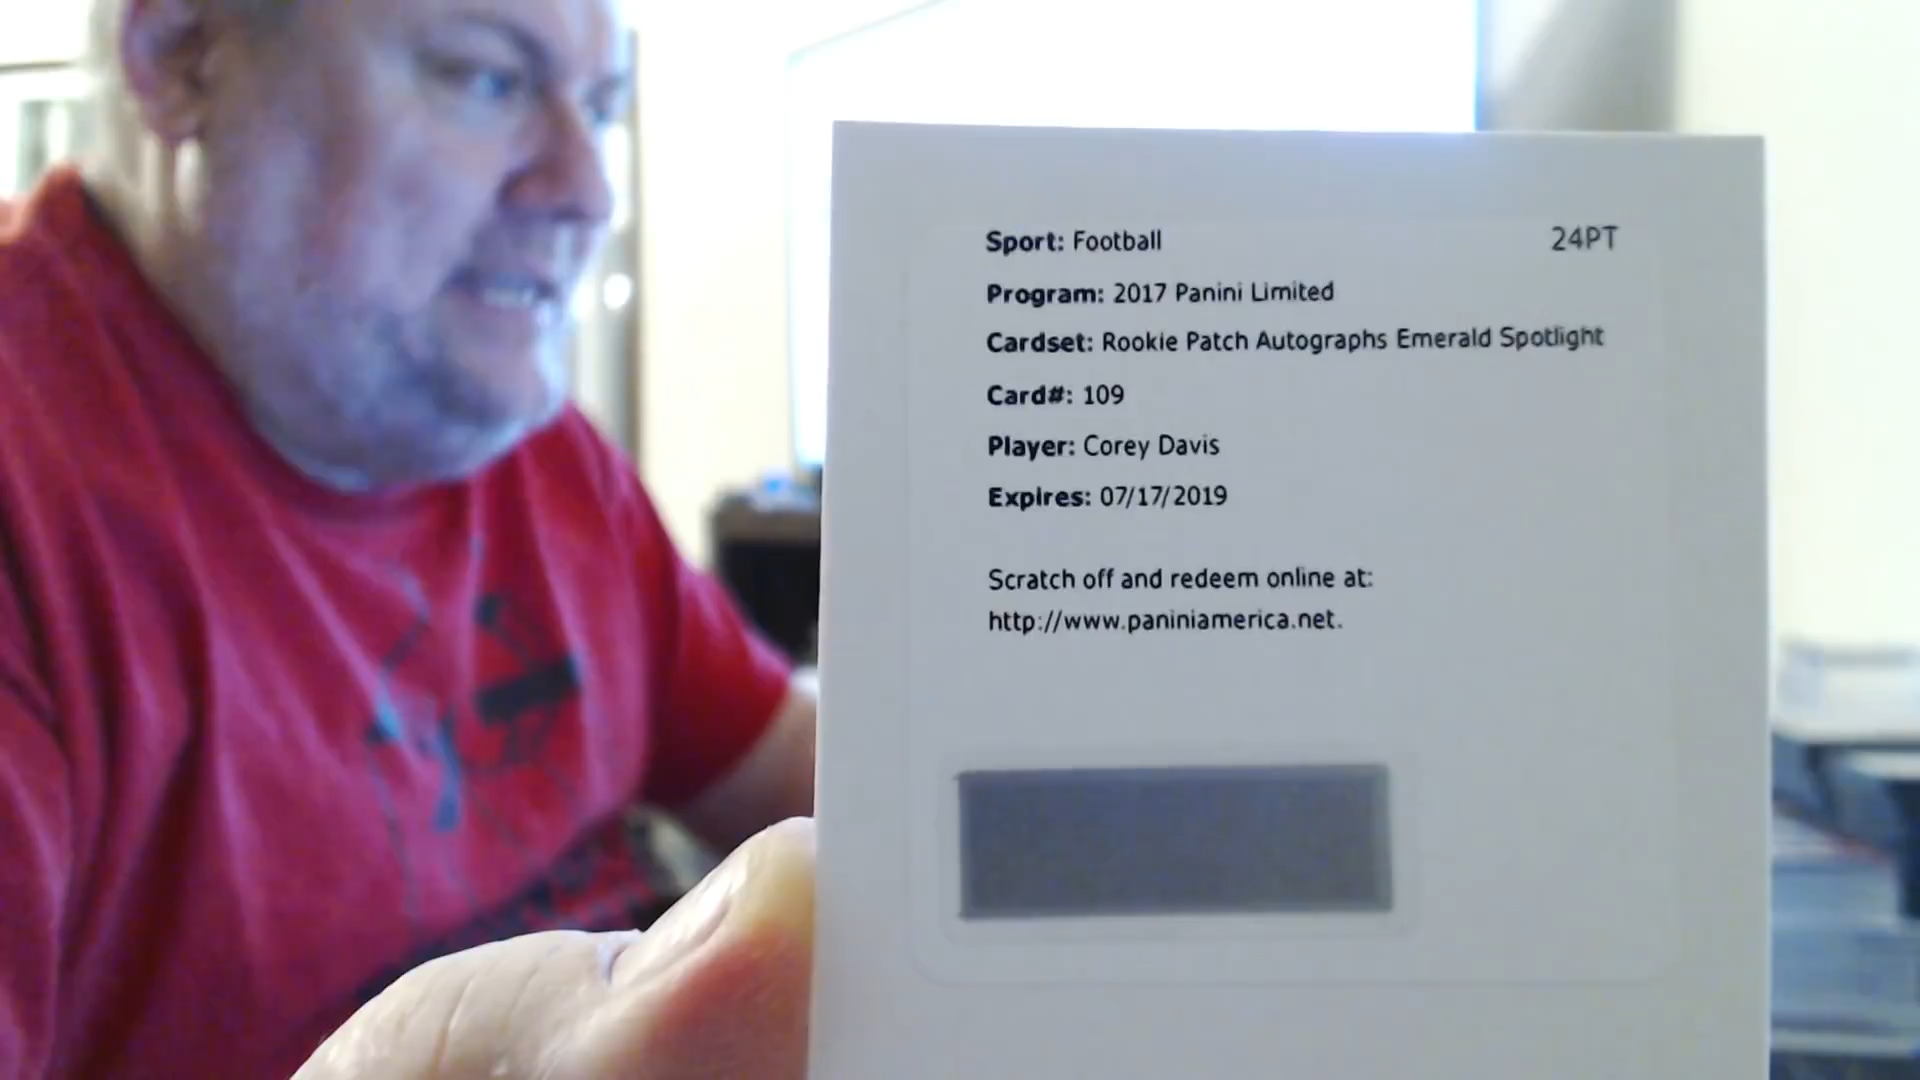 Sport: Football 24PT
Program: 2017 Panini Limited
Cardset: Rookie Patch Autographs Emerald Spotlight
Card#: 109
Player: Corey Davis
Expires: 07/17/2019
Scratch off and redeem online at:
http://www.paniniamerica.net.